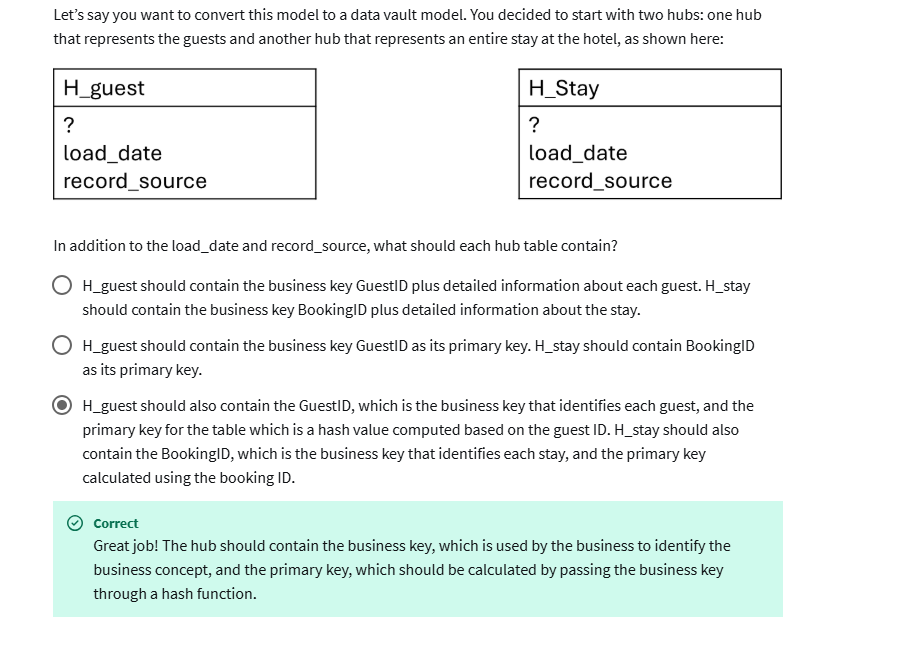 Let’s say you want to convert this model to a data vault model. You decided to start with two hubs: one hub
that represents the guests and another hub that represents an entire stay at the hotel, as shown here:
H_guest
?
load_date
record_source
H_Stay
?
load_date
record_source
In addition to the load_date and record_source, what should each hub table contain?
H_guest should contain the business key GuestID plus detailed information about each guest. H_stay
should contain the business key BookingID plus detailed information about the stay.
H_guest should contain the business key GuestID as its primary key. H_stay should contain BookingID
as its primary key.
H_guest should also contain the GuestID, which is the business key that identifies each guest, and the
primary key for the table which is a hash value computed based on the guest ID. H_stay should also
contain the BookingID, which is the business key that identifies each stay, and the primary key
calculated using the booking ID.
Correct
Great job! The hub should contain the business key, which is used by the business to identify the
business concept, and the primary key, which should be calculated by passing the business key
through a hash function.